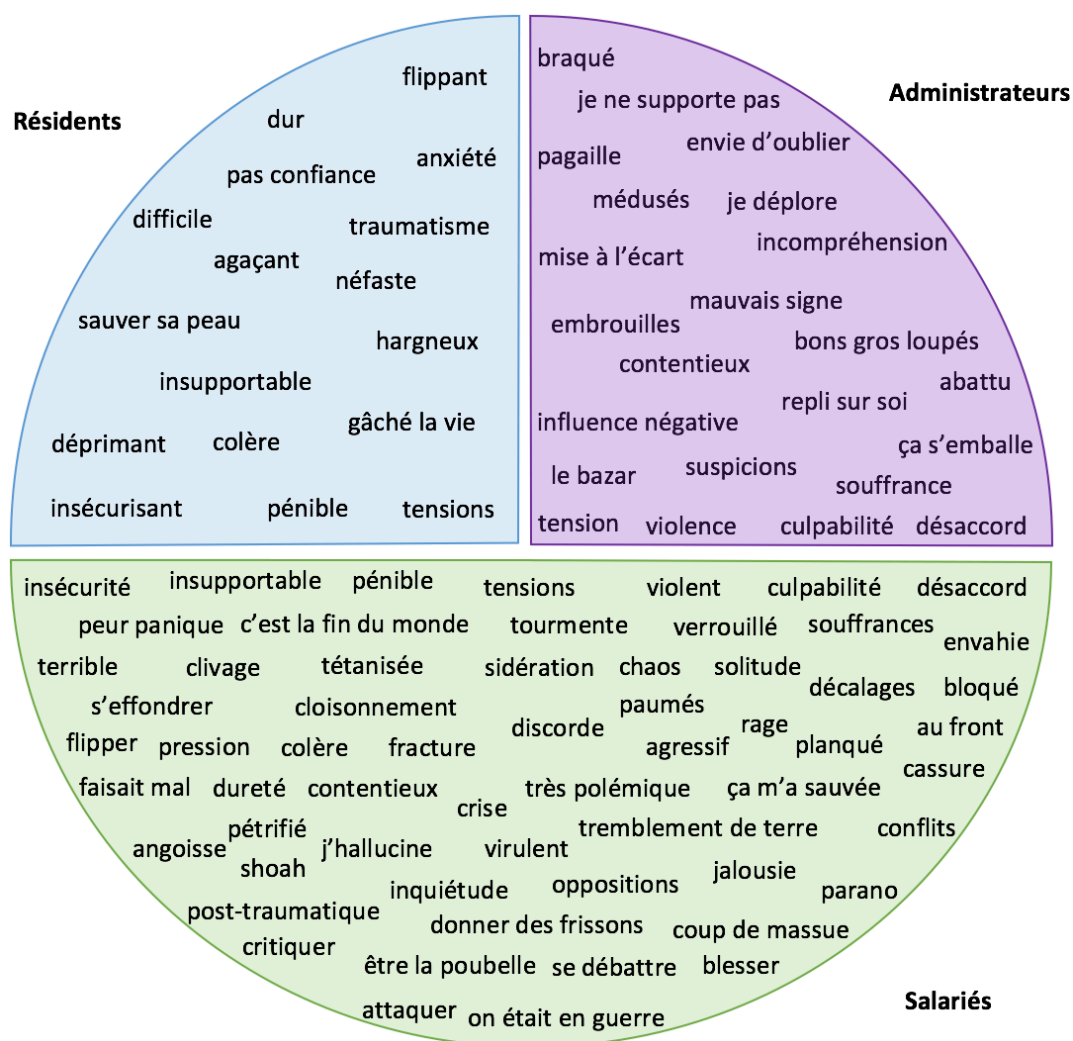 Résidents
flippant
dur
anxiété
pas confiance
difficile
traumatisme
agaçant
néfaste
sauver sa peau
hargneux
insupportable
gâché la vie
déprimant
colère
insécurisant
pénible
tensions
Administrateurs
braqué
je ne supporte pas
envie d’oublier
pagaille
médusés
je déplore
incompréhension
mise à l’écart
mauvais signe
embrouilles
bons gros loupés
contentieux
abattu
repli sur soi
influence négative
ça s’emballe
suspicions
le bazar
souffrance
tension
violence
culpabilité
désaccord
insécurité
insupportable
pénible
tensions
violent
culpabilité
désaccord
peur panique
c’est la fin du monde
tourmente
verrouillé
souffrances
envahie
terrible
clivage
tétanisée
sidération
chaos
solitude
décalages
bloqué
s’effondrer
cloisonnement
paumés
discorde
rage
au front
flipper
pression
colère
fracture
agressif
planqué
cassure
faisait mal
dureté
contentieux
très polémique
ça m’a sauvée
crise
pétrifié
tremblement de terre
conflits
angoisse
j’hallucine
virulent
shoah
jalousie
inquiétude
oppositions
parano
post-traumatique
donner des frissons
coup de massue
critiquer
être la poubelle
se débattre
blesser
Salariés
attaquer
on était en guerre